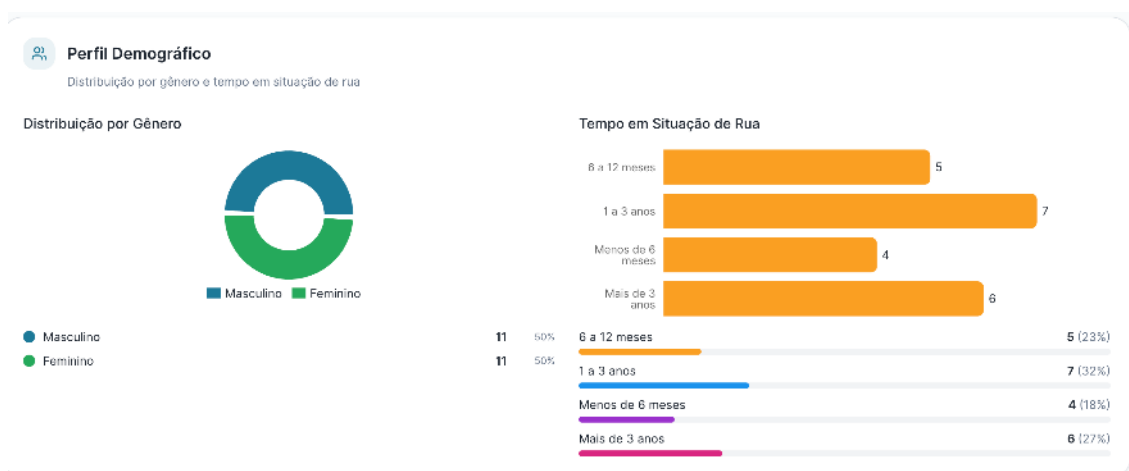 Perfil Demográfico
Distribuição por gênero e tempo em situação de rua
Distribuição por Gênero
Masculino Feminino
Masculino 11 50%
Feminino 11 50%
Tempo em Situação de Rua
6 a 12 meses 5
1 a 3 anos 7
Menos de 6
meses 4
Mais de 3
anos 6
6 a 12 meses 5 (23%)
1 a 3 anos 7 (32%)
Menos de 6 meses 4 (18%)
Mais de 3 anos 6 (27%)